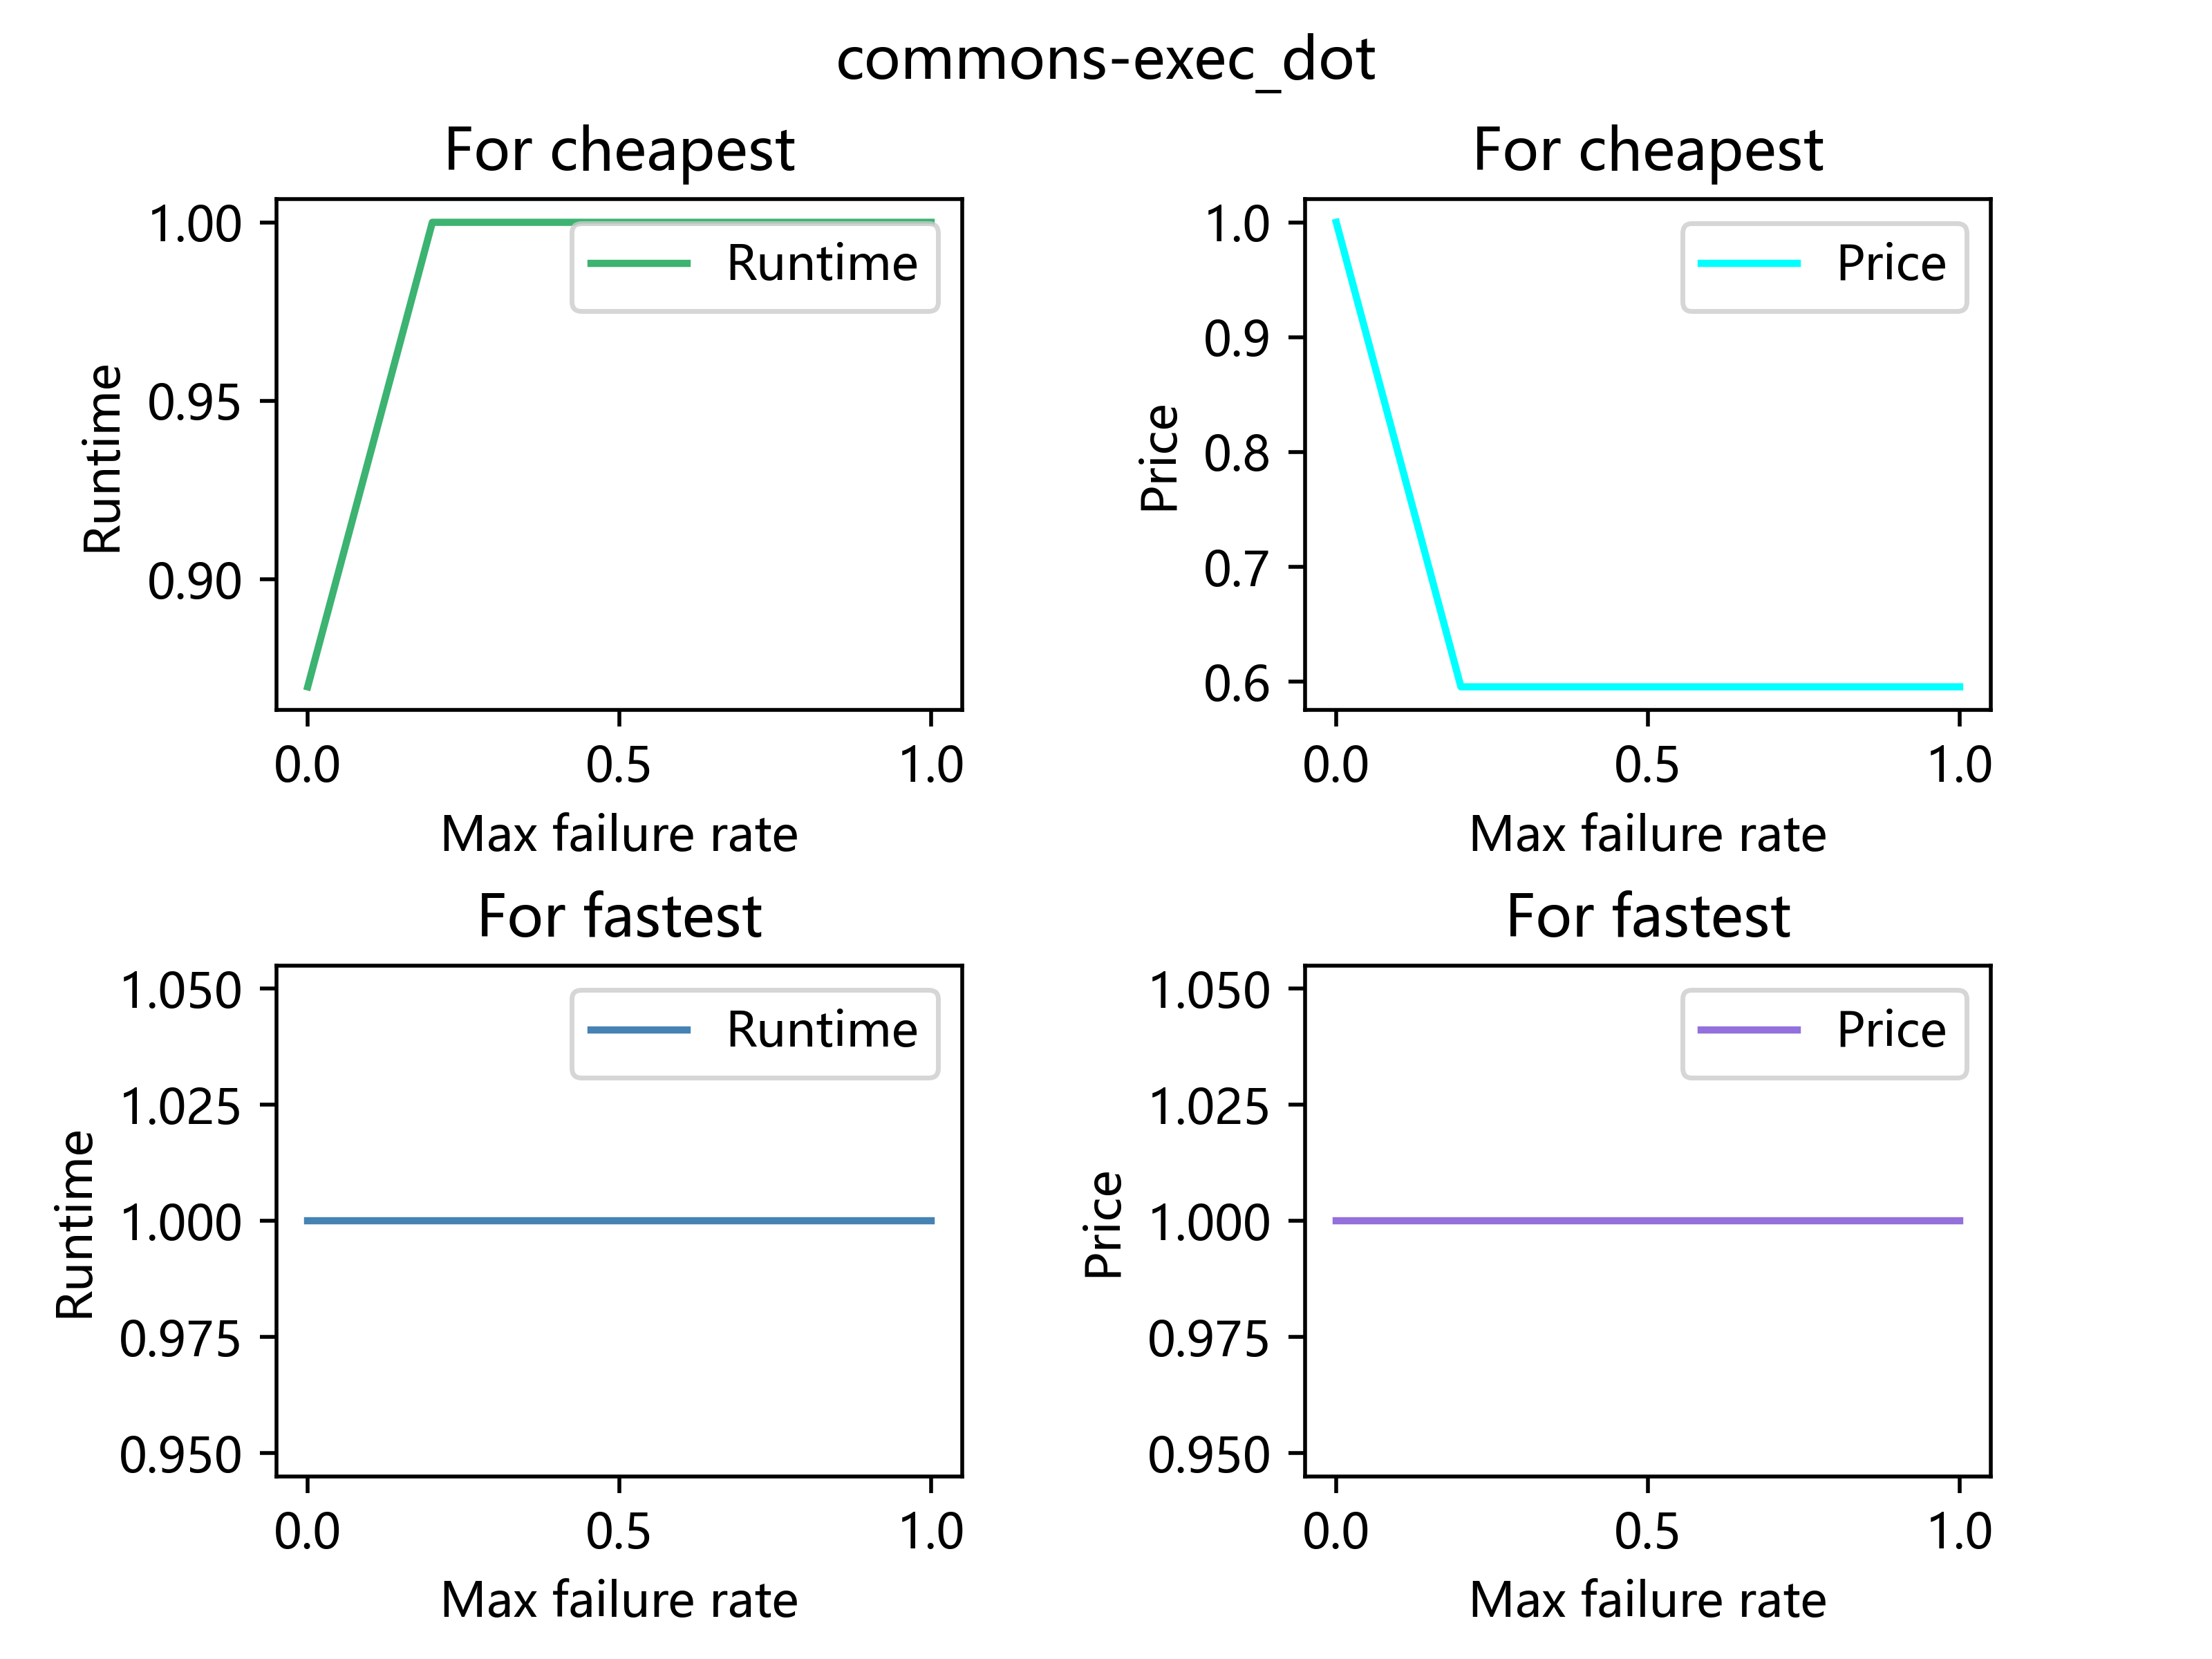 commons-exec_dot
For cheapest
Runtime
1.00
0.95
0.90
Runtime
0.0 0.5 1.0
Max failure rate
For cheapest
Price
1.0
0.9
0.8
0.7
0.6
Price
0.0 0.5 1.0
Max failure rate
For fastest
Runtime
1.050
1.025
1.000
0.975
0.950
Runtime
0.0 0.5 1.0
Max failure rate
For fastest
Price
1.050
1.025
1.000
0.975
0.950
Price
0.0 0.5 1.0
Max failure rate